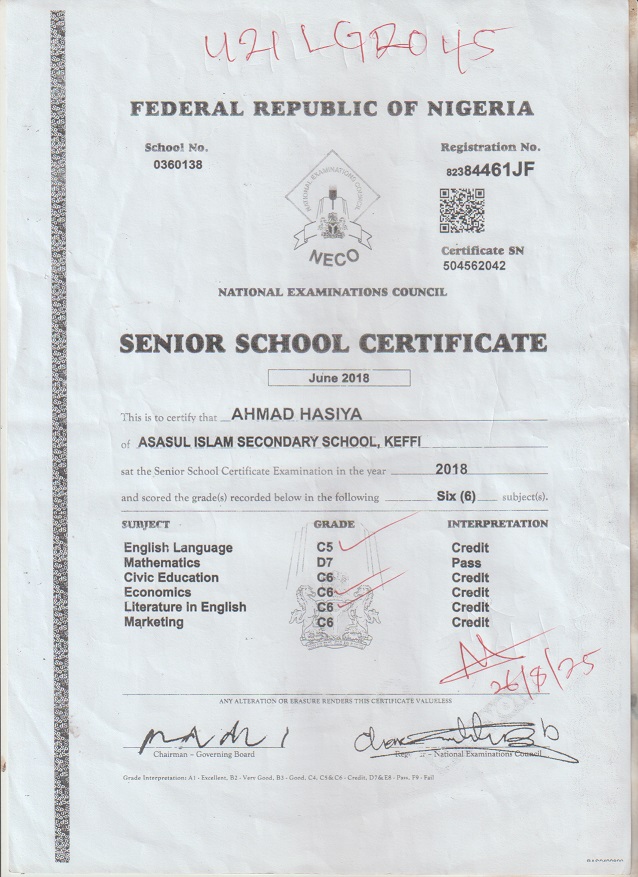 U21LGR045
FEDERAL REPUBLIC OF NIGERIA
School No.
0360138
Registration No.
82384461JF
NATIONAL EXAMINATIONS COUNCIL
NECO
Certificate SN
504562042
NATIONAL EXAMINATIONS COUNCIL
SENIOR SCHOOL CERTIFICATE
June 2018
This is to certify that AHMAD HASIYA
of ASASUL ISLAM SECONDARY SCHOOL, KEFFI
sat the Senior School Certificate Examination in the year 2018
and scored the grade(s) recorded below in the following Six (6) subject(s).
SUBJECT GRADE INTERPRETATION
English Language C5 Credit
Mathematics D7 Pass
Civic Education C6 Credit
Economics C6 Credit
Literature in English C6 Credit
Marketing C6 Credit
26/8/25
ANY ALTERATION OR ERASURE RENDERS THIS CERTIFICATE VALUELESS
Chairman - Governing Board
- National Examinations Council
Grade Interpretation: A1 - Excellent, B2 - Very Good, B3 - Good, C4, C5 & C6 - Credit, D7 & E8 - Pass, F9 - Fail